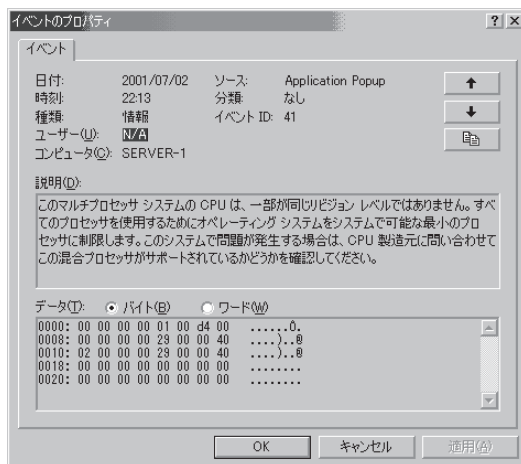 イベントのプロパティ
イベント
日付: 2001/07/02 ソース: Application Popup
時刻: 22:13 分類: なし
種類: 情報 イベント ID: 41
ユーザー(U): N/A
コンピュータ(C): SERVER-1
説明(D):
このマルチプロセッサ システムの CPU は、一部が同じリビジョン レベルではありません。すべ
てのプロセッサを使用するためにオペレーティング システムをシステムで可能な最小のプロ
セッサに制限します。このシステムで問題が発生する場合は、CPU 製造元に問い合わせて
この混合プロセッサがサポートされているかどうかを確認してください。
データ(T): バイト(B) ワード(W)
0000: 00 00 00 00 01 00 d4 00 ......Ô.
0008: 00 00 00 00 29 00 00 40 ....)..@
0010: 02 00 00 00 29 00 00 40 ....)..@
0018: 00 00 00 00 00 00 00 00 ........
0020: 00 00 00 00 00 00 00 00 ........
OK キャンセル 適用(A)